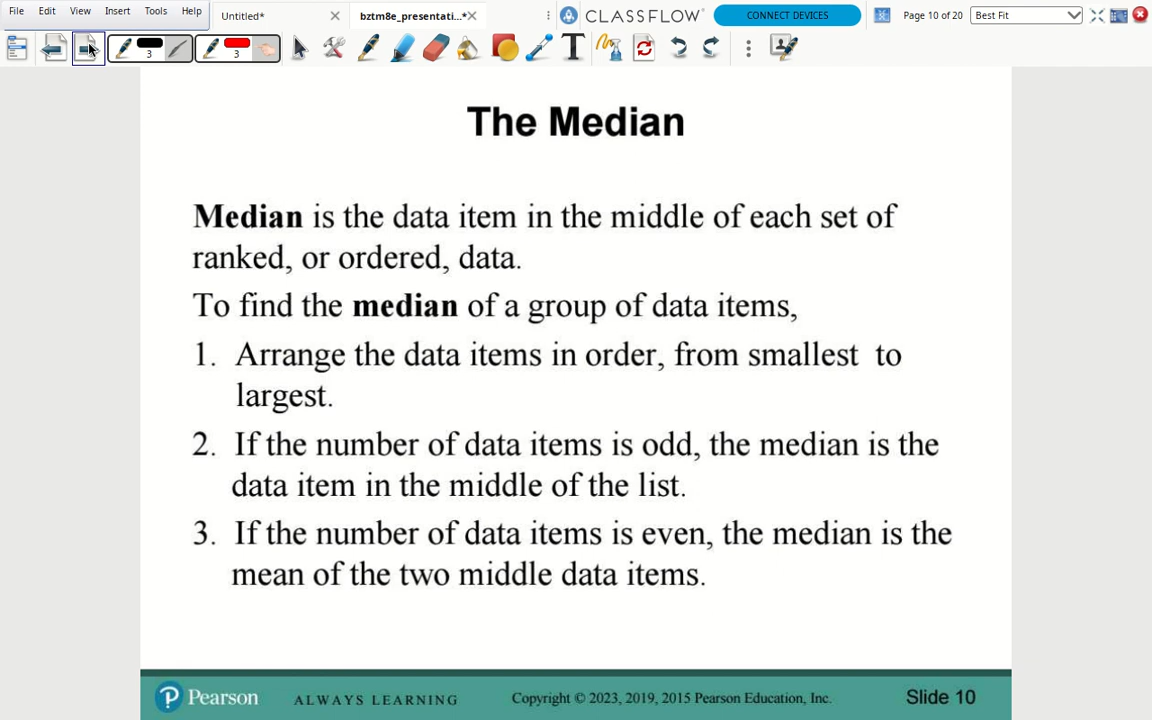 File Edit View Insert Tools Help
Untitled* bztm8e_presentati...* CLASSFLOW CONNECT DEVICES Page 10 of 20 Best Fit
3 3 T
The Median
Median is the data item in the middle of each set of
ranked, or ordered, data.
To find the median of a group of data items,
1. Arrange the data items in order, from smallest to
largest.
2. If the number of data items is odd, the median is the
data item in the middle of the list.
3. If the number of data items is even, the median is the
mean of the two middle data items.
P Pearson ALWAYS LEARNING Copyright © 2023, 2019, 2015 Pearson Education, Inc. Slide 10